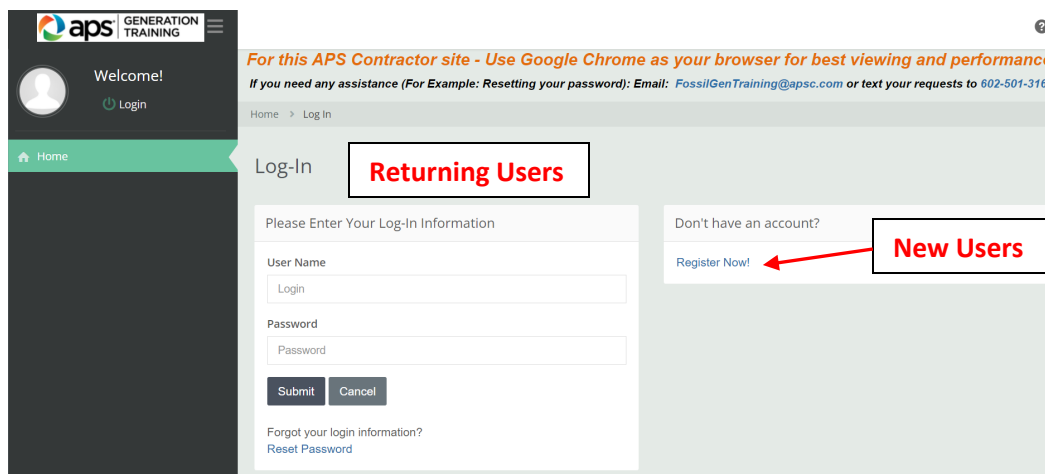 aps GENERATION TRAINING
Welcome!
Login
Home
For this APS Contractor site - Use Google Chrome as your browser for best viewing and performance
If you need any assistance (For Example: Resetting your password): Email: FossilGenTraining@apsc.com or text your requests to 602-501-316
Home > Log In
Log-In
Returning Users
Please Enter Your Log-In Information
User Name
Login
Password
Password
Submit Cancel
Forgot your login information?
Reset Password
Don't have an account?
Register Now!
New Users